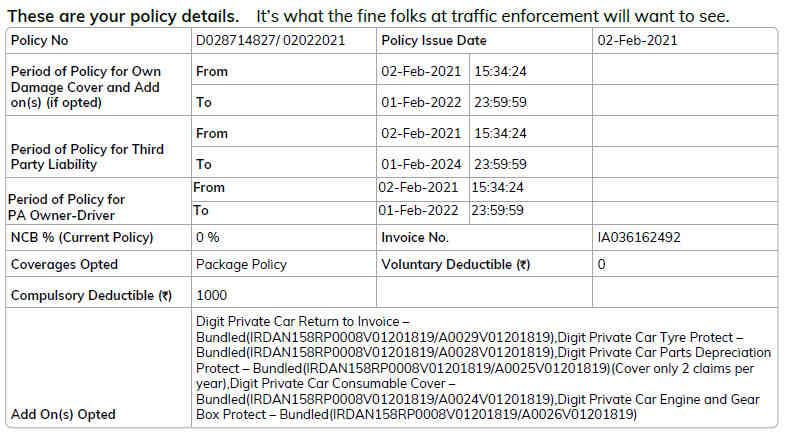 These are your policy details. It's what the fine folks at traffic enforcement will want to see.
Policy No D028714827/ 02022021 Policy Issue Date 02-Feb-2021
Period of Policy for Own Damage Cover and Add on(s) (if opted)
From 02-Feb-2021 15:34:24
To 01-Feb-2022 23:59:59
Period of Policy for Third Party Liability
From 02-Feb-2021 15:34:24
To 01-Feb-2024 23:59:59
Period of Policy for PA Owner-Driver
From 02-Feb-2021 15:34:24
To 01-Feb-2022 23:59:59
NCB % (Current Policy) 0 % Invoice No. IA036162492
Coverages Opted Package Policy Voluntary Deductible (₹) 0
Compulsory Deductible (₹) 1000
Add On(s) Opted
Digit Private Car Return to Invoice –
Bundled(IRDAN158RP0008V01201819/A0029V01201819),Digit Private Car Tyre Protect –
Bundled(IRDAN158RP0008V01201819/A0028V01201819),Digit Private Car Parts Depreciation
Protect – Bundled(IRDAN158RP0008V01201819/A0025V01201819)(Cover only 2 claims per
year),Digit Private Car Consumable Cover –
Bundled(IRDAN158RP0008V01201819/A0024V01201819),Digit Private Car Engine and Gear
Box Protect – Bundled(IRDAN158RP0008V01201819/A0026V01201819)